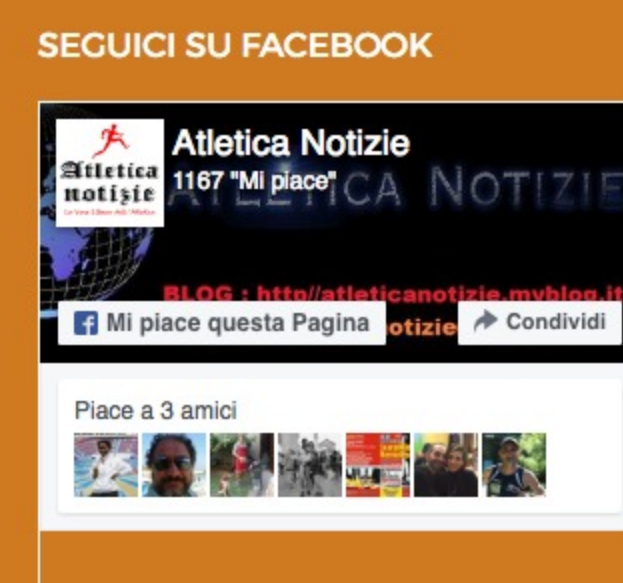 SEGUICI SU FACEBOOK
Atletica
notizie
Atletica Notizie
1167 "Mi piace"
ATLETICA NOTIZIE
BLOG : http//atleticanotizie.myblog.it
Mi piace questa Pagina
otizie
Condividi
Piace a 3 amici